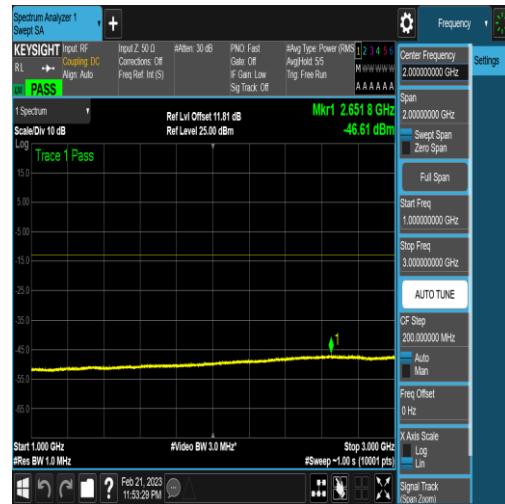 Spectrum Analyzer 1
Swept SA
Frequency
KEYSIGHT
Input: RF
Coupling: DC
Align: Auto
Input Z: 50 Ω
Corrections: Off
Freq Ref: Int (S)
#Atten: 30 dB
PNO: Fast
Gate: Off
IF Gain: Low
Sig Track: Off
#Avg Type: Power (RMS
Avg|Hold: 5/5
Trig: Free Run
1 2 3 4 5 6
M W W W W W
A A A A A A
R L
PASS
1 Spectrum
Scale/Div 10 dB
Ref Lvl Offset 11.81 dB
Ref Level 25.00 dBm
Mkr1 2.651 8 GHz
-46.61 dBm
Log
Trace 1 Pass
15.0
5.00
-5.00
-15.0
-25.0
-35.0
-45.0
-55.0
-65.0
1
Start 1.000 GHz
#Res BW 1.0 MHz
#Video BW 3.0 MHz*
Stop 3.000 GHz
#Sweep ~1.00 s (10001 pts)
Feb 21, 2023
11:53:29 PM
Center Frequency
2.000000000 GHz
Settings
Span
2.00000000 GHz
Swept Span
Zero Span
Full Span
Start Freq
1.000000000 GHz
Stop Freq
3.000000000 GHz
AUTO TUNE
CF Step
200.000000 MHz
Auto
Man
Freq Offset
0 Hz
X Axis Scale
Log
Lin
Signal Track
(Span Zoom)